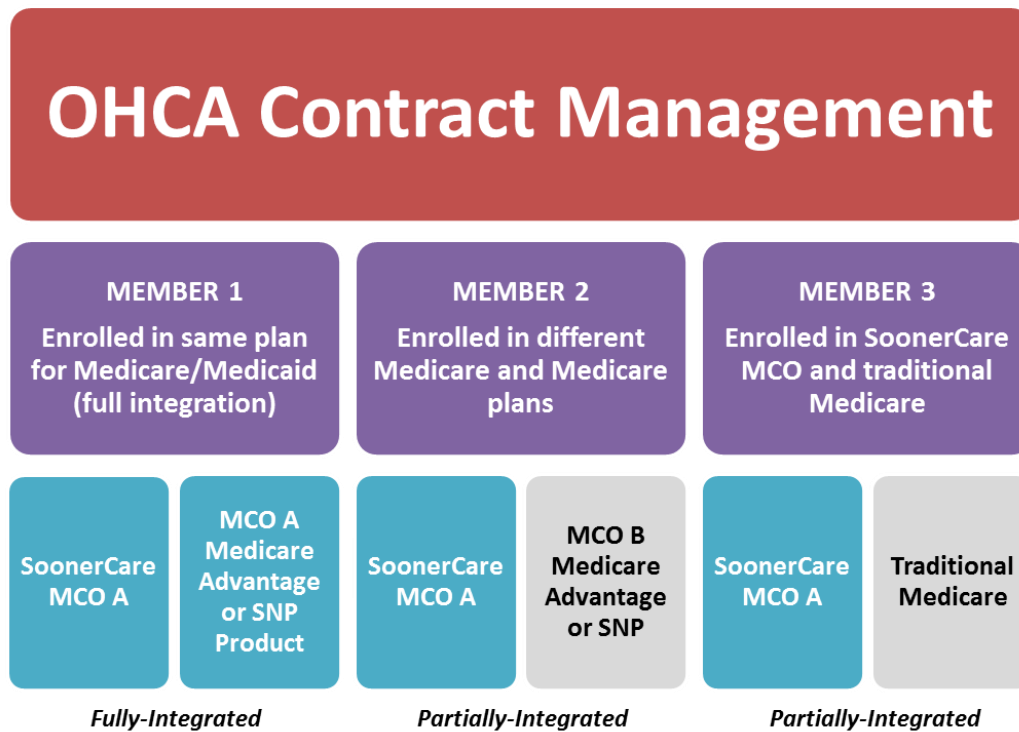 OHCA Contract Management
MEMBER 1
Enrolled in same plan
for Medicare/Medicaid
(full integration)
MEMBER 2
Enrolled in different
Medicare and Medicare
plans
MEMBER 3
Enrolled in SoonerCare
MCO and traditional
Medicare
SoonerCare
MCO A
MCO A
Medicare
Advantage
or SNP
Product
SoonerCare
MCO A
MCO B
Medicare
Advantage
or SNP
SoonerCare
MCO A
Traditional
Medicare
Fully-Integrated
Partially-Integrated
Partially-Integrated